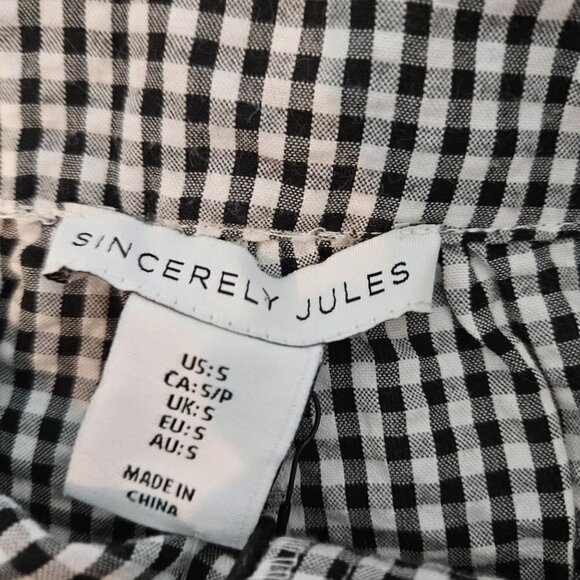 SINCERELY JULES
US: S
CA: S/P
UK: S
EU: S
AU: S
MADE IN
CHINA